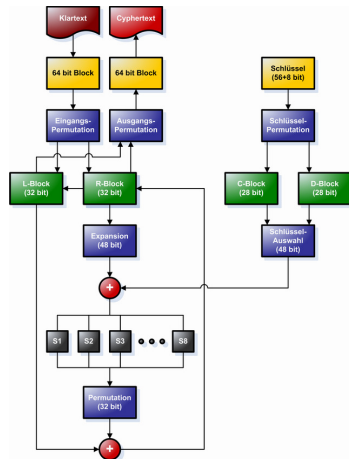 Klartext
Cyphertext
64 bit Block
64 bit Block
Schlüssel
(56+8 bit)
Eingangs-
Permutation
Ausgangs-
Permutation
Schlüssel-
Permutation
L-Block
(32 bit)
R-Block
(32 bit)
C-Block
(28 bit)
D-Block
(28 bit)
Expansion
(48 bit)
Schlüssel-
Auswahl
(48 bit)
+
S1
S2
S3
S8
Permutation
(32 bit)
+